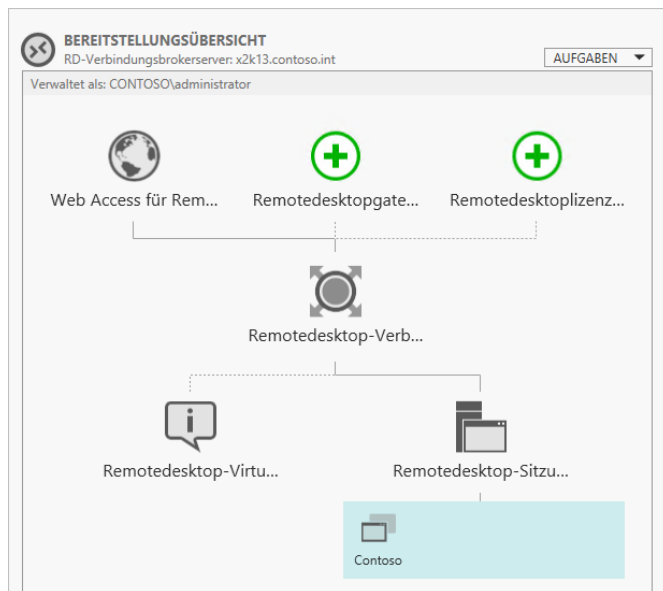 BEREITSTELLUNGSÜBERSICHT
RD-Verbindungsbrokerserver: x2k13.contoso.int
AUFGABEN
Verwaltet als: CONTOSO\administrator
Web Access für Rem...
Remotedesktopgate...
Remotedesktoplizenz...
Remotedesktop-Verb...
Remotedesktop-Virtu...
Remotedesktop-Sitzu...
Contoso